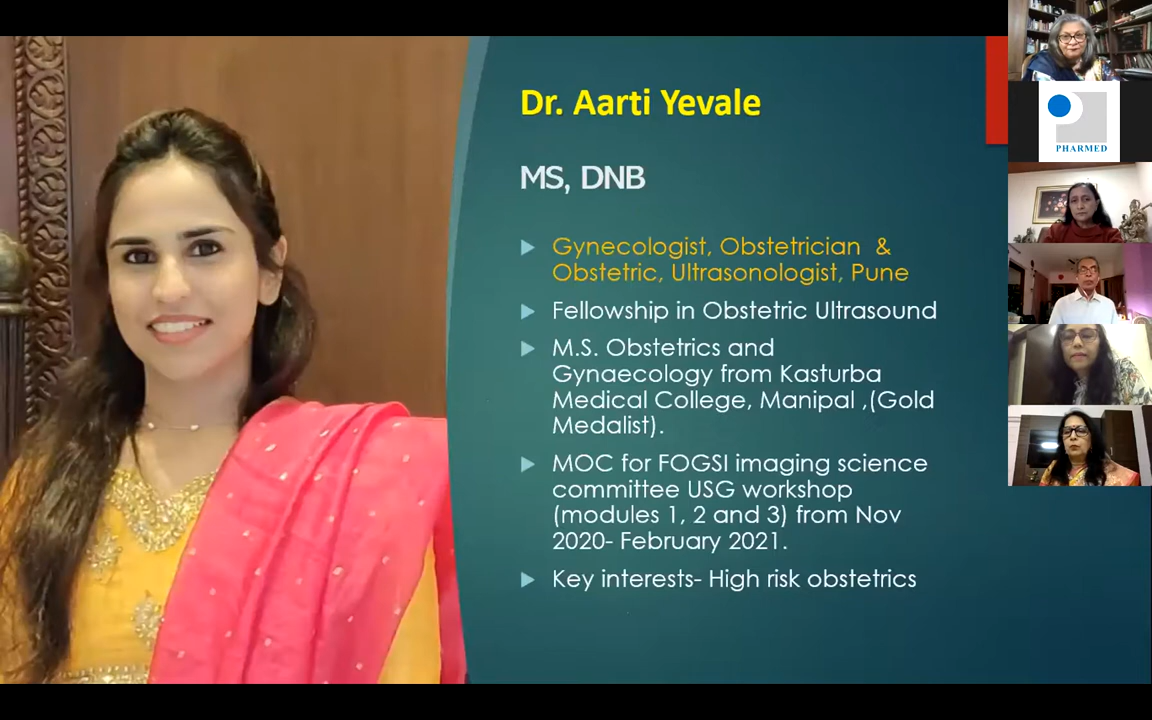 Dr. Aarti Yevale
MS, DNB
Gynecologist, Obstetrician &
Obstetric, Ultrasonologist, Pune
Fellowship in Obstetric Ultrasound
M.S. Obstetrics and
Gynaecology from Kasturba
Medical College, Manipal ,(Gold
Medalist).
MOC for FOGSI imaging science
committee USG workshop
(modules 1, 2 and 3) from Nov
2020- February 2021.
Key interests- High risk obstetrics
PHARMED